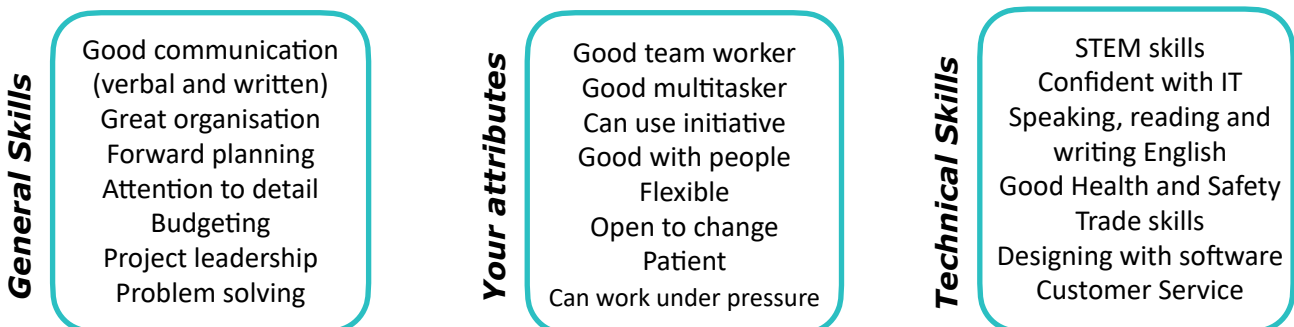 General Skills
Good communication
(verbal and written)
Great organisation
Forward planning
Attention to detail
Budgeting
Project leadership
Problem solving
Your attributes
Good team worker
Good multitasker
Can use initiative
Good with people
Flexible
Open to change
Patient
Can work under pressure
Technical Skills
STEM skills
Confident with IT
Speaking, reading and
writing English
Good Health and Safety
Trade skills
Designing with software
Customer Service